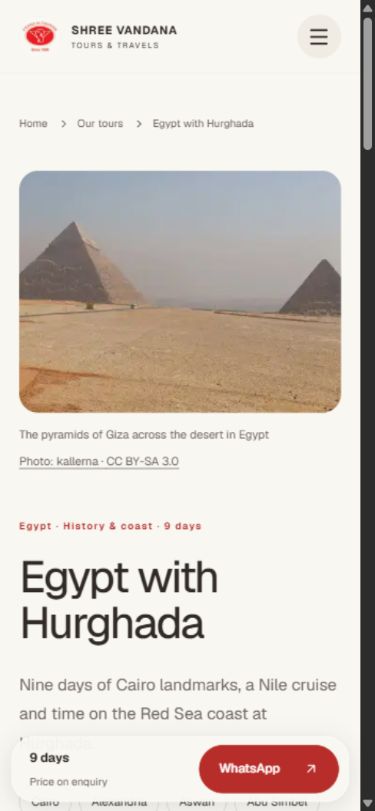 SHREE VANDANA
TOURS & TRAVELS
Home > Our tours > Egypt with Hurghada
The pyramids of Giza across the desert in Egypt
Photo: kallerna · CC BY-SA 3.0
Egypt · History & coast · 9 days
Egypt with
Hurghada
Nine days of Cairo landmarks, a Nile cruise
and time on the Red Sea coast at
Hurghada.
9 days
Price on enquiry
WhatsApp
Cairo Alexandria Aswan Abu Simbel